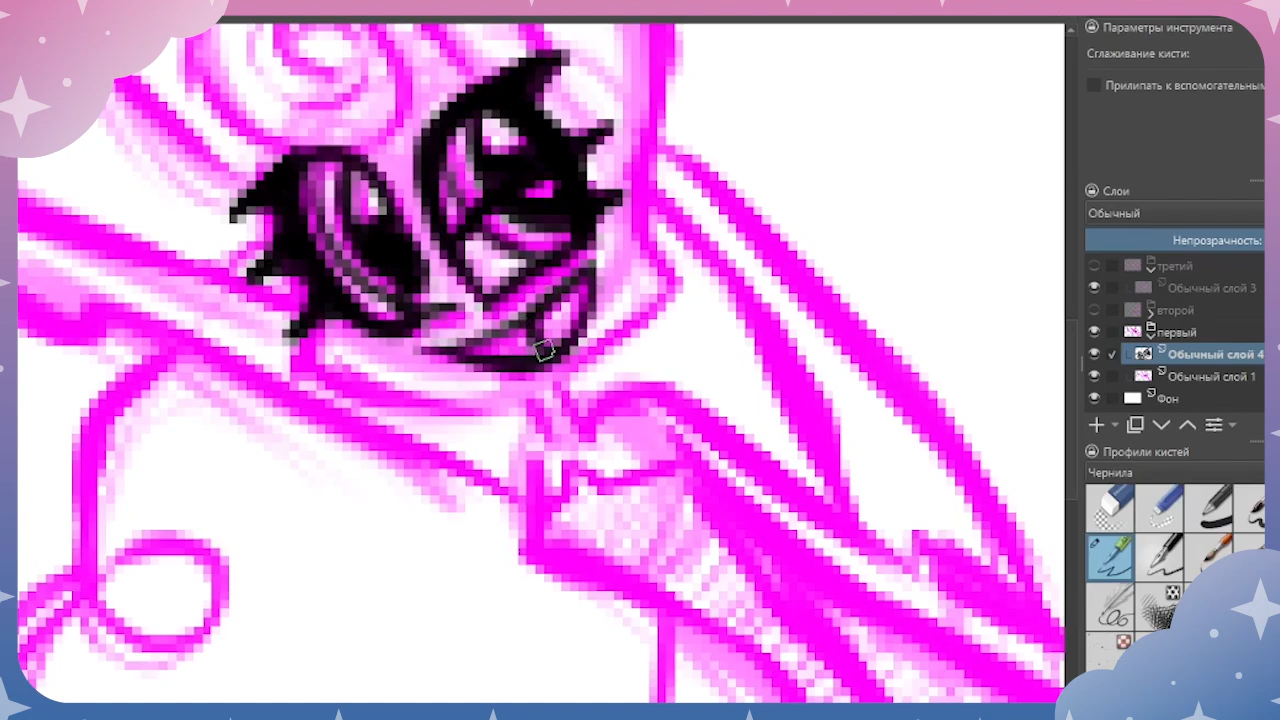 Параметры инструмента
Сглаживание кисти:
Прилипать к вспомогательным
Слои
Обычный
Непрозрачность:
третий
Обычный слой 3
второй
первый
Обычный слой 4
Обычный слой 1
Фон
Профили кистей
Чернила